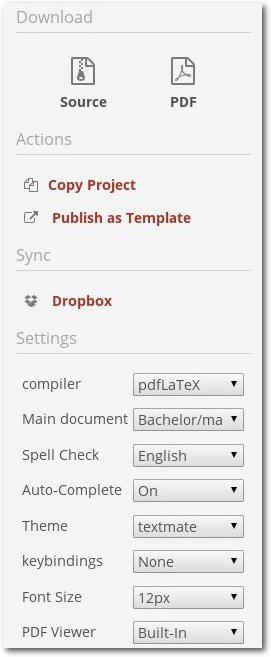 Download
Source PDF
Actions
Copy Project
Publish as Template
Sync
Dropbox
Settings
compiler pdfLaTeX
Main document Bachelor/ma
Spell Check English
Auto-Complete On
Theme textmate
keybindings None
Font Size 12px
PDF Viewer Built-In